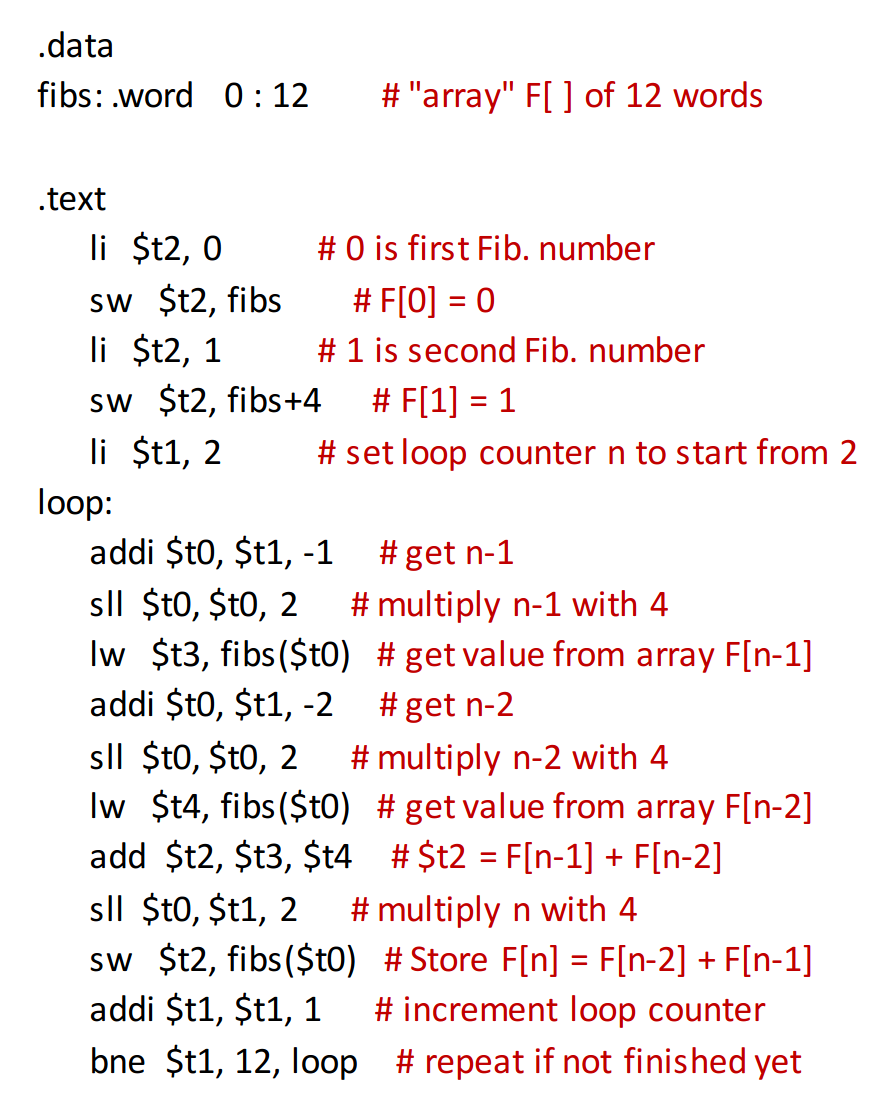 .data
fibs: .word 0 : 12 # "array" F[ ] of 12 words
.text
li $t2, 0 # 0 is first Fib. number
sw $t2, fibs # F[0] = 0
li $t2, 1 # 1 is second Fib. number
sw $t2, fibs+4 # F[1] = 1
li $t1, 2 # set loop counter n to start from 2
loop:
addi $t0, $t1, -1 # get n-1
sll $t0, $t0, 2 # multiply n-1 with 4
lw $t3, fibs($t0) # get value from array F[n-1]
addi $t0, $t1, -2 # get n-2
sll $t0, $t0, 2 # multiply n-2 with 4
lw $t4, fibs($t0) # get value from array F[n-2]
add $t2, $t3, $t4 # $t2 = F[n-1] + F[n-2]
sll $t0, $t1, 2 # multiply n with 4
sw $t2, fibs($t0) # Store F[n] = F[n-2] + F[n-1]
addi $t1, $t1, 1 # increment loop counter
bne $t1, 12, loop # repeat if not finished yet